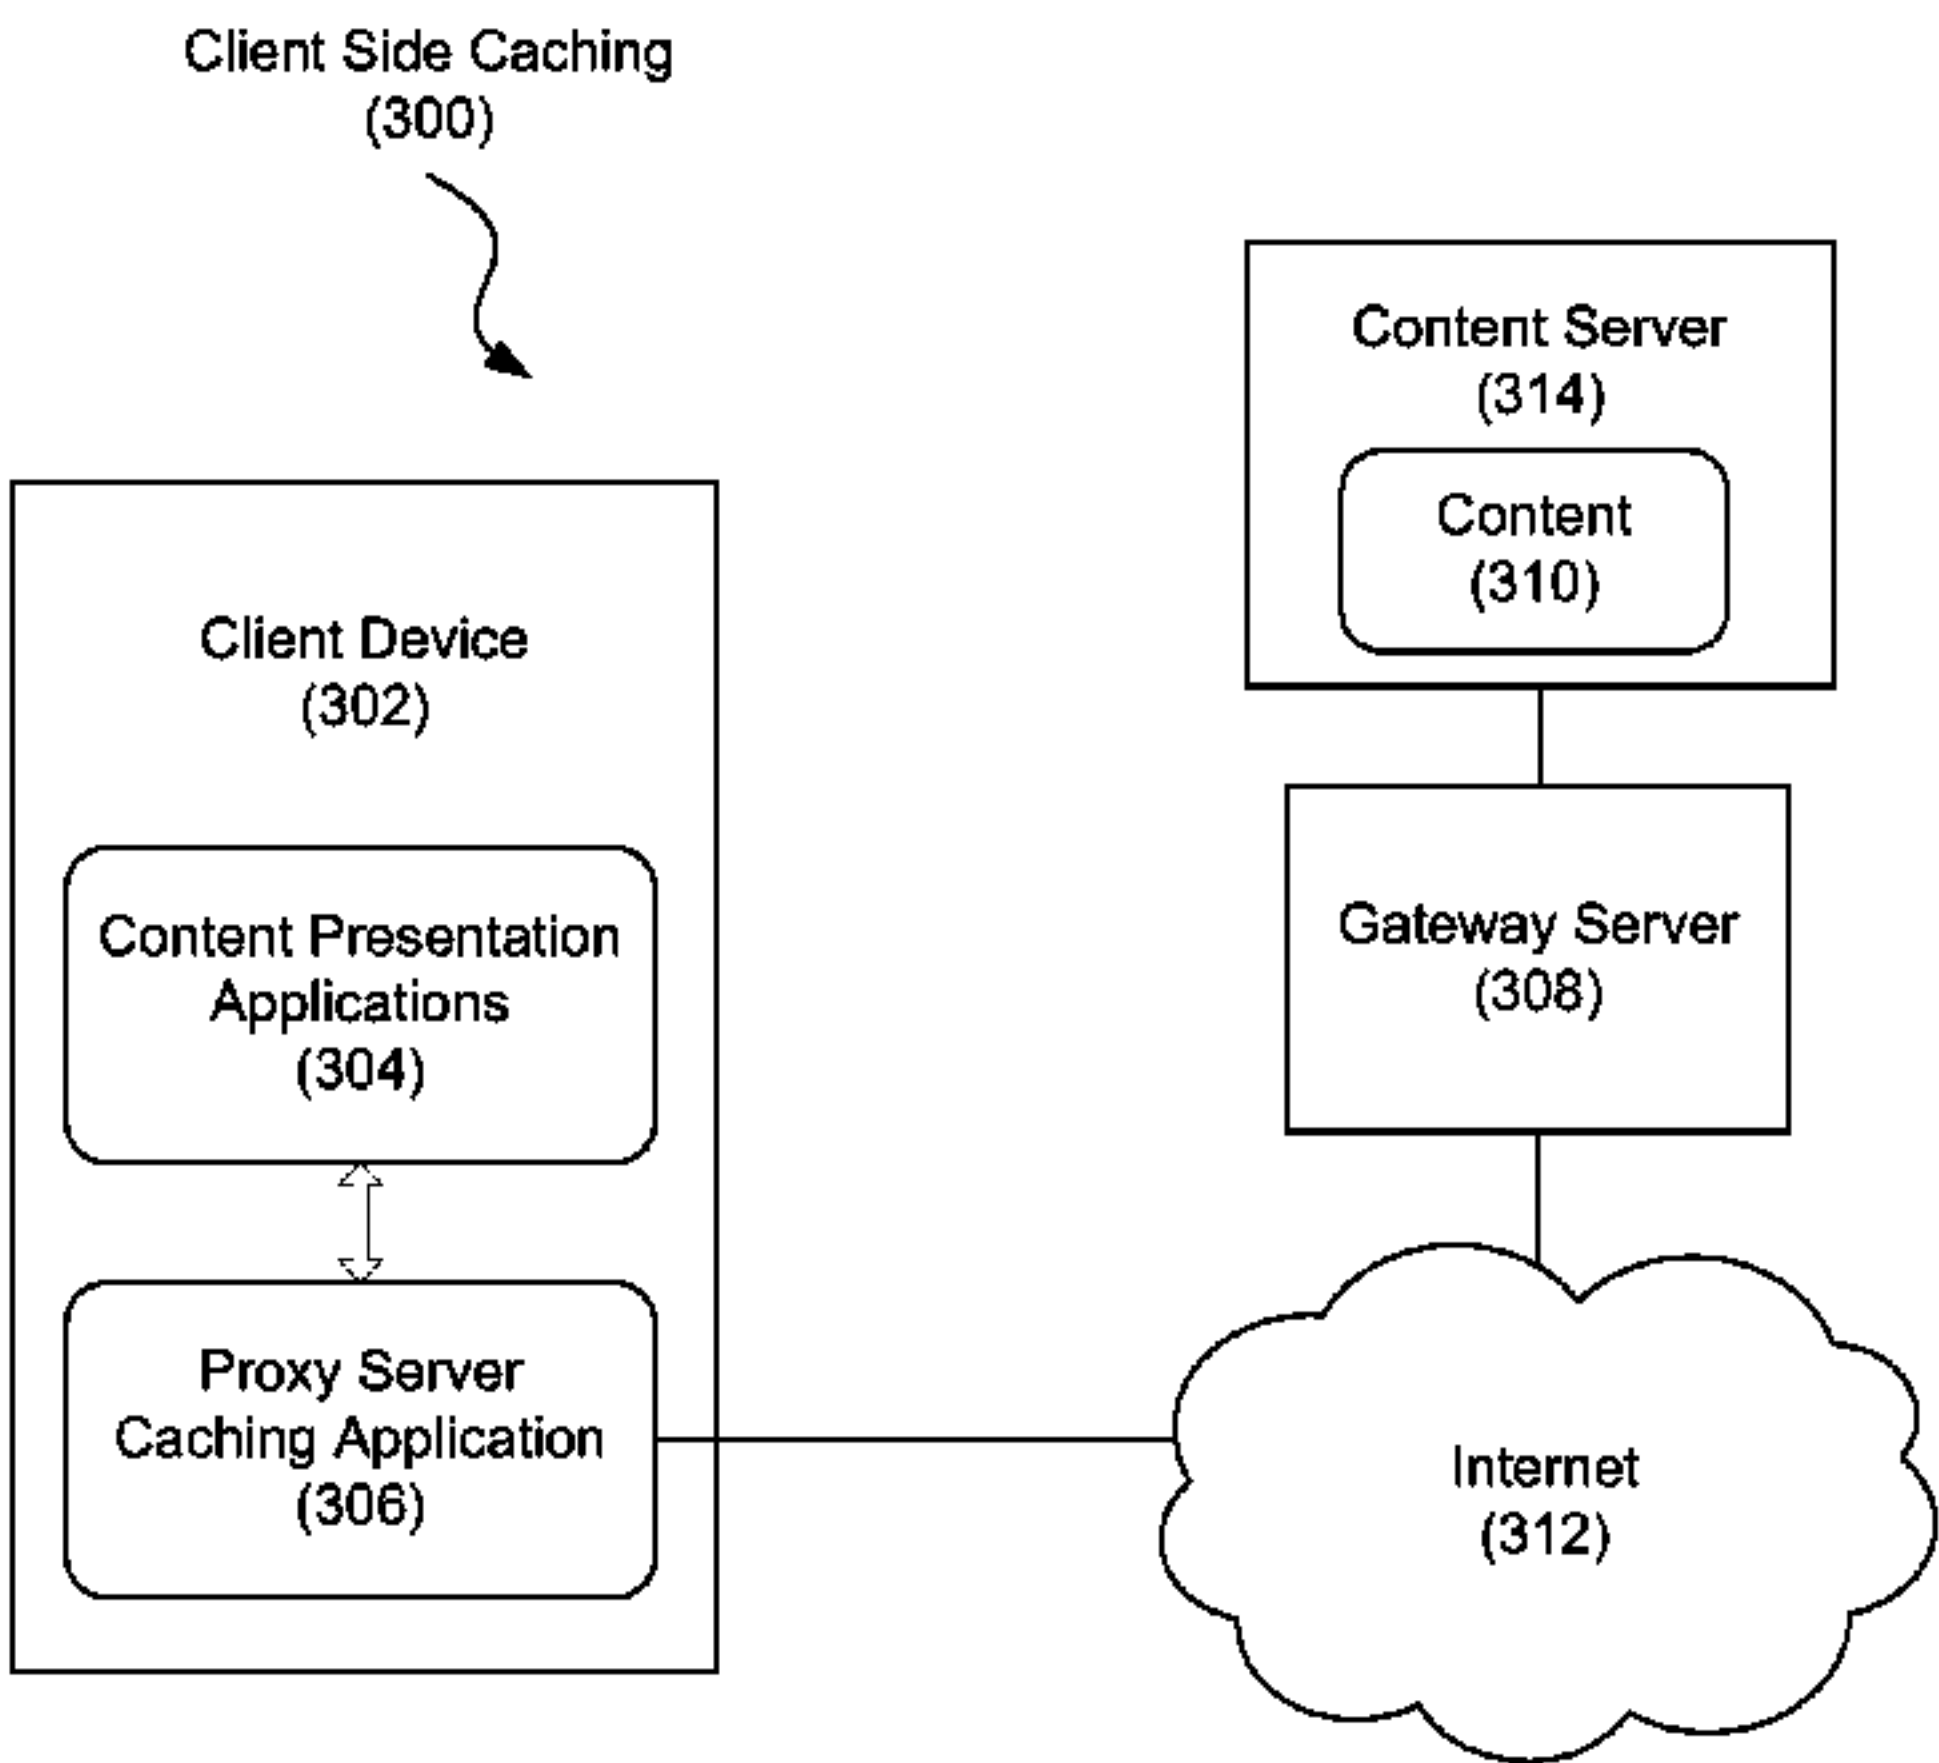 Client Side Caching
(300)
Content Server
(314)
Content
(310)
Client Device
(302)
Content Presentation
Applications
(304)
Gateway Server
(308)
Proxy Server
Caching Application
(306)
Internet
(312)